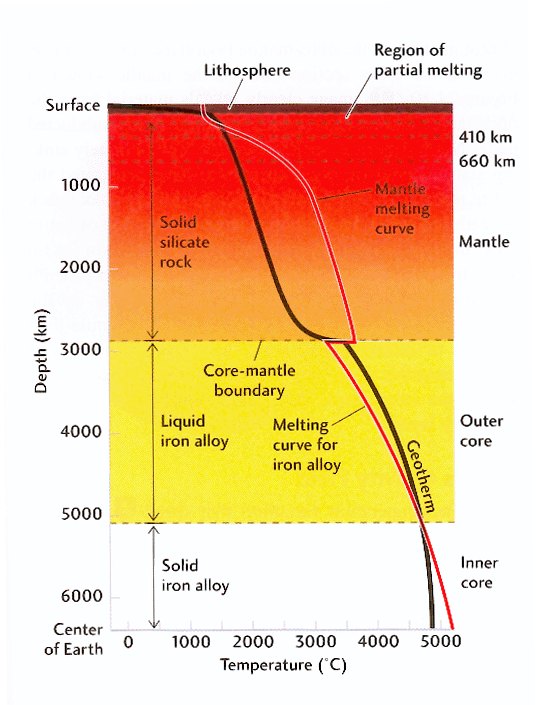 Region of
partial melting
Lithosphere
Surface
410 km
660 km
1000
Mantle
melting
curve
Solid
silicate
rock
Mantle
2000
Depth (km)
3000
Core-mantle
boundary
Liquid
iron alloy
Melting
curve for
iron alloy
Geotherm
Outer
core
4000
5000
Solid
iron alloy
Inner
core
6000
Center
of Earth
0 1000 2000 3000 4000 5000
Temperature (°C)